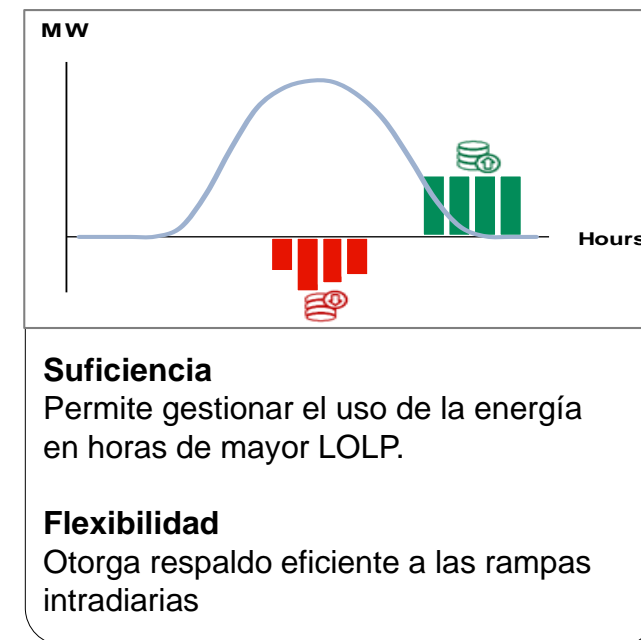 MW
Hours
Suficiencia
Permite gestionar el uso de la energía
en horas de mayor LOLP.
Flexibilidad
Otorga respaldo eficiente a las rampas
intradiarias